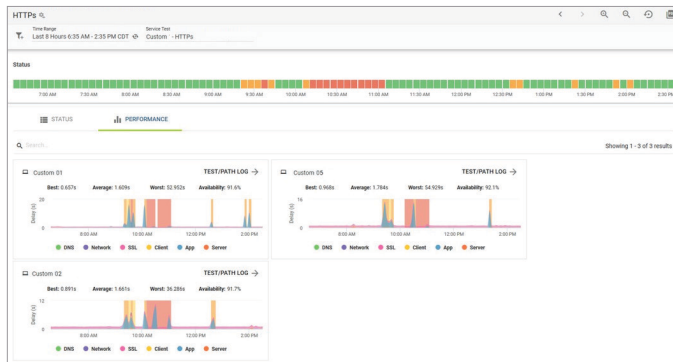 HTTPs
Time Range
Service Test
Last 8 Hours 6:35 AM - 2:35 PM CDT
Custom - HTTPs
Status
7:00 AM 7:30 AM 8:00 AM 8:30 AM 9:00 AM 9:30 AM 10:00 AM 10:30 AM 11:00 AM 11:30 AM 12:00 PM 12:30 PM 1:00 PM 1:30 PM 2:00 PM 2:30 PM
STATUS PERFORMANCE
Search...
Showing 1 - 3 of 3 results
Custom 01 TEST/PATH LOG
Best: 0.657s Average: 1.609s Worst: 52.952s Availability: 91.6%
20
Delay (s)
0
8:00 AM 10:00 AM 12:00 PM 2:00 PM
DNS Network SSL Client App Server
Custom 05 TEST/PATH LOG
Best: 0.968s Average: 1.784s Worst: 54.929s Availability: 92.1%
16
Delay (s)
0
8:00 AM 10:00 AM 12:00 PM 2:00 PM
DNS Network SSL Client App Server
Custom 02 TEST/PATH LOG
Best: 0.891s Average: 1.661s Worst: 36.286s Availability: 91.7%
12
Delay (s)
0
8:00 AM 10:00 AM 12:00 PM 2:00 PM
DNS Network SSL Client App Server